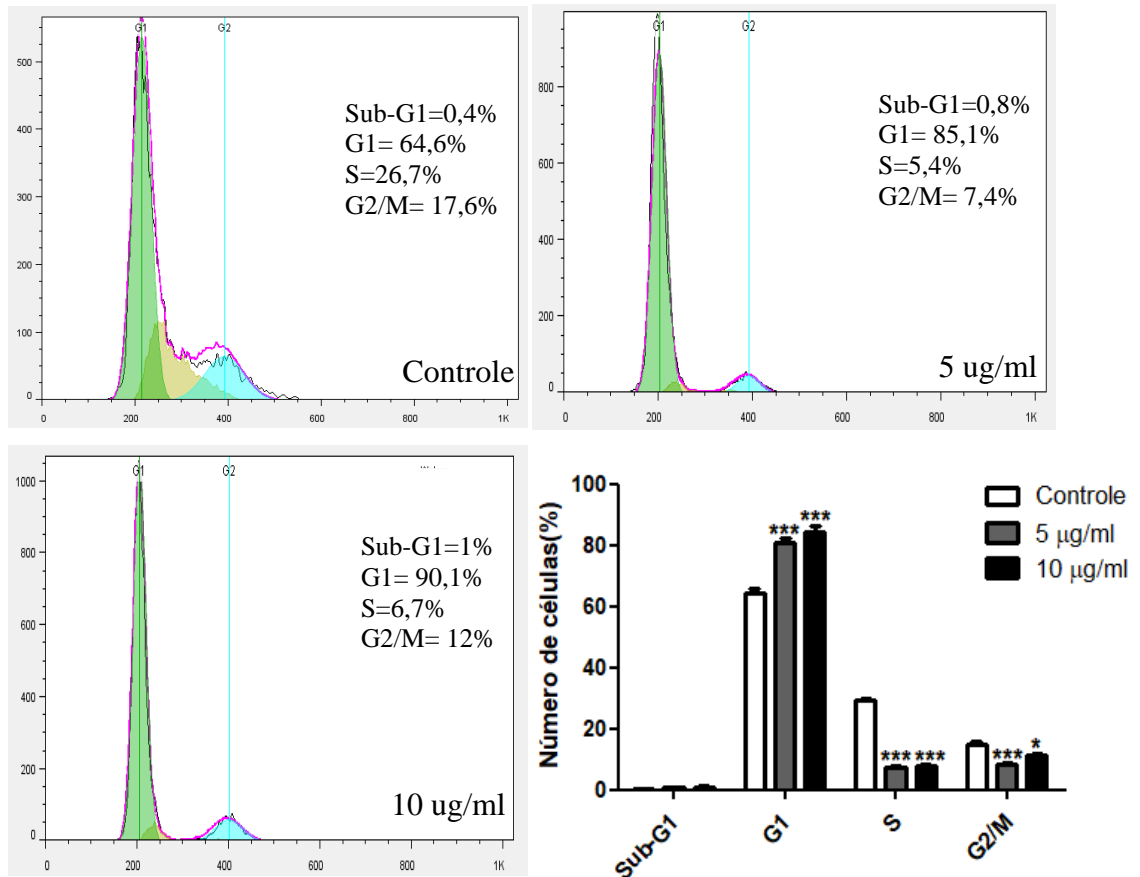 G1 G2
500
400
300
200
100
0
Sub-G1=0,4%
G1= 64,6%
S=26,7%
G2/M= 17,6%
Controle
200 400 600 800 1K
G1 G2
800
600
400
200
0
Sub-G1=0,8%
G1= 85,1%
S=5,4%
G2/M= 7,4%
5 ug/ml
0 200 400 600 800 1K
G1 G2
1000
800
600
400
200
0
Sub-G1=1%
G1= 90,1%
S=6,7%
G2/M= 12%
10 ug/ml
0 200 400 600 800 1K
Número de células(%)
100
80
60
40
20
0
*** ***
*** ***
*** *
Controle
5 µg/ml
10 µg/ml
Sub-G1 G1 S G2/M